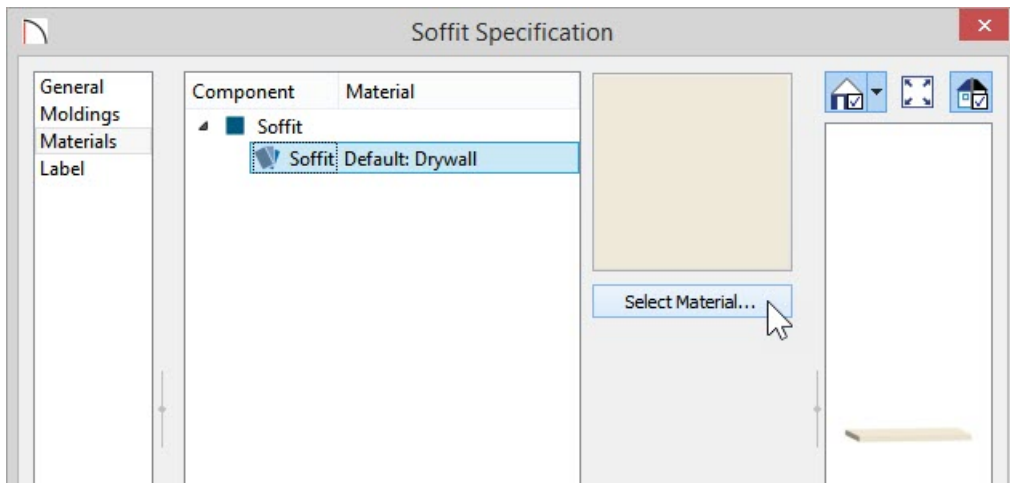 Soffit Specification
General
Moldings
Materials
Label
Component Material
Soffit
Soffit Default: Drywall
Select Material...